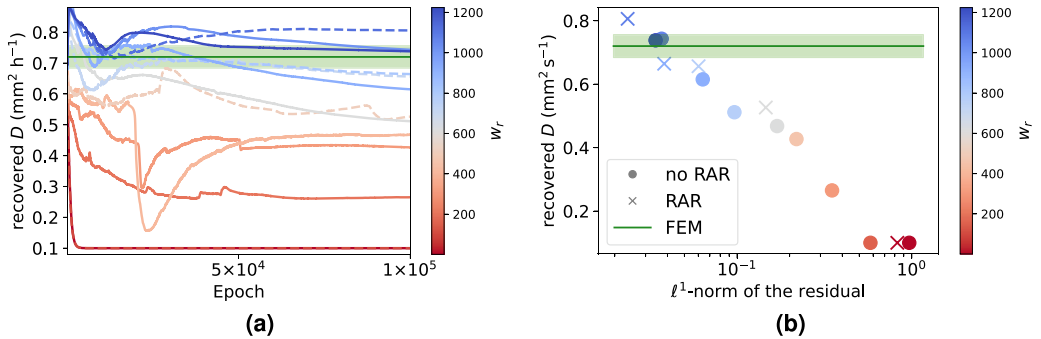 0.8
0.7
0.6
0.5
0.4
0.3
0.2
0.1
recovered D (mm² h⁻¹)
5×10⁴
1×10⁵
Epoch
1200
1000
800
600
400
200
w_r
(a)
0.8
0.6
0.4
0.2
recovered D (mm² s⁻¹)
no RAR
RAR
FEM
10⁻¹
10⁰
ℓ¹-norm of the residual
1200
1000
800
600
400
200
w_r
(b)